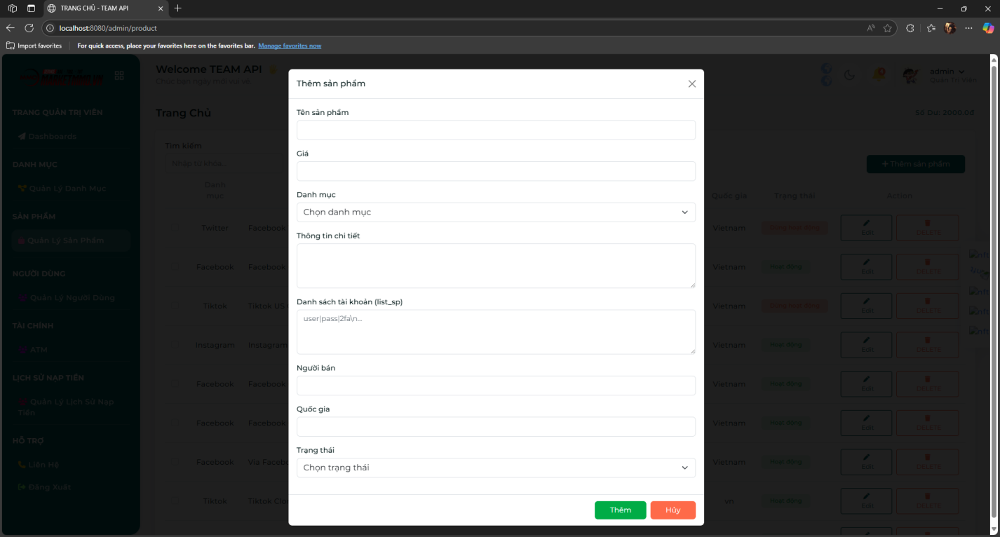 TRANG CHỦ - TEAM API
localhost:8080/admin/product
Import favorites
For quick access, place your favorites here on the favorites bar. Manage favorites now
Welcome TEAM API
Chúc bạn ngày mới vui vẻ.
admin
Quản Trị Viên
TRANG QUẢN TRỊ VIÊN
Dashboards
DANH MỤC
Quản Lý Danh Mục
SẢN PHẨM
Quản Lý Sản Phẩm
NGƯỜI DÙNG
Quản Lý Người Dùng
TÀI CHÍNH
ATM
LỊCH SỬ NẠP TIỀN
Quản Lý Lịch Sử Nạp
Tiền
HỖ TRỢ
Liên Hệ
Đăng Xuất
Trang Chủ
Số Dư: 2000.0đ
Tìm kiếm
Nhập từ khóa...
+ Thêm sản phẩm
Danh
mục
Quốc gia
Trạng thái
Action
Twitter
Facebook
Vietnam
Dừng hoạt động
Edit
DELETE
Facebook
Facebook
Vietnam
Hoạt động
Edit
DELETE
Tiktok
Tiktok US
Vietnam
Dừng hoạt động
Edit
DELETE
Instagram
Instagram
Vietnam
Hoạt động
Edit
DELETE
Facebook
Facebook
Vietnam
Hoạt động
Edit
DELETE
Facebook
Facebook
Vietnam
Hoạt động
Edit
DELETE
Facebook
Via Faceb
Vietnam
Hoạt động
Edit
DELETE
Tiktok
Tiktok Clo
vn
Hoạt động
Edit
DELETE
nft
nft
nft
nft
Thêm sản phẩm
Tên sản phẩm
Giá
Danh mục
Chọn danh mục
Thông tin chi tiết
Danh sách tài khoản (list_sp)
user|pass|2fa\n...
Người bán
Quốc gia
Trạng thái
Chọn trạng thái
Thêm
Hủy